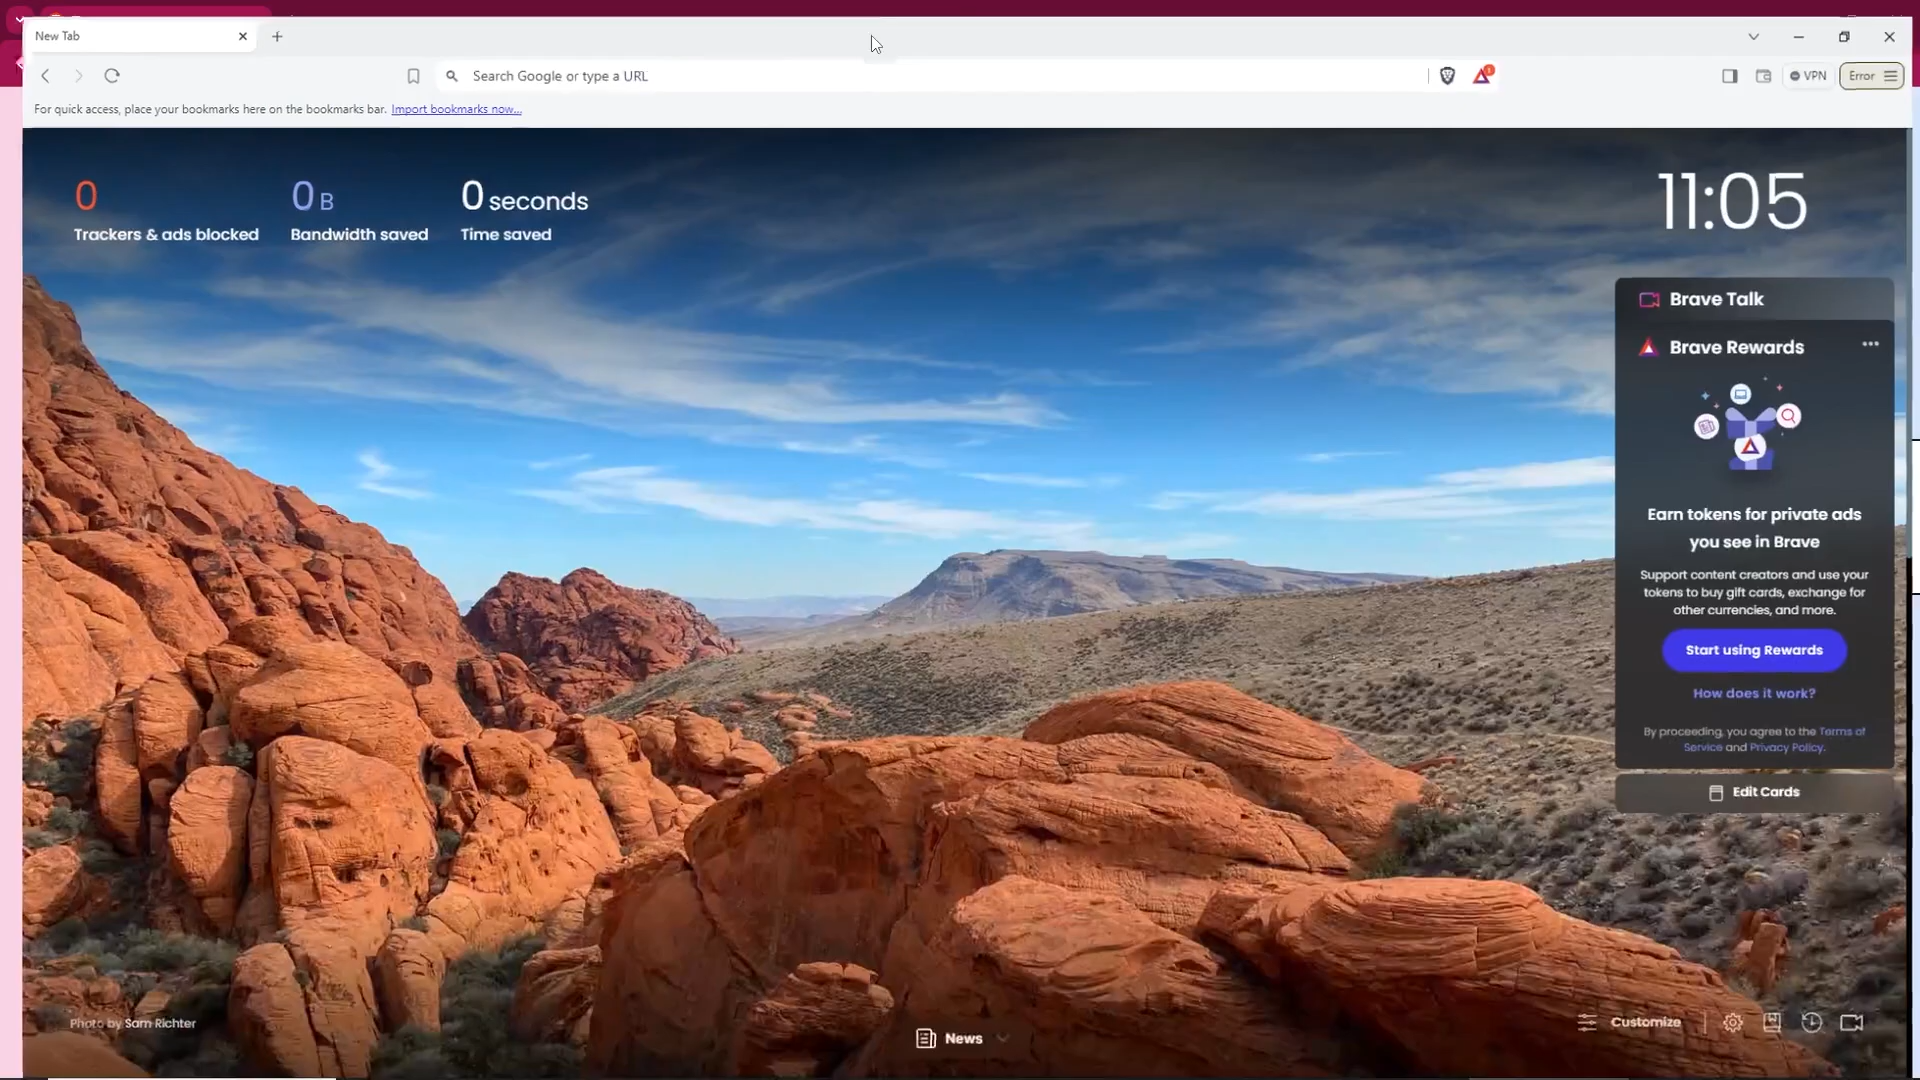 New Tab
Search Google or type a URL
VPN
Error
For quick access, place your bookmarks here on the bookmarks bar. Import bookmarks now...
0
Trackers & ads blocked
0 B
Bandwidth saved
0 seconds
Time saved
11:05
Brave Talk
Brave Rewards
Earn tokens for private ads
you see in Brave
Support content creators and use your
tokens to buy gift cards, exchange for
other currencies, and more.
Start using Rewards
How does it work?
By proceeding, you agree to the Terms of
Service and Privacy Policy.
Edit Cards
Photo by Sam Richter
News
Customize